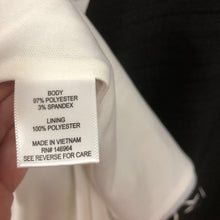 BODY
97% POLYESTER
3% SPANDEX
LINING
100% POLYESTER
MADE IN VIETNAM
RN# 146964
SEE REVERSE FOR CARE